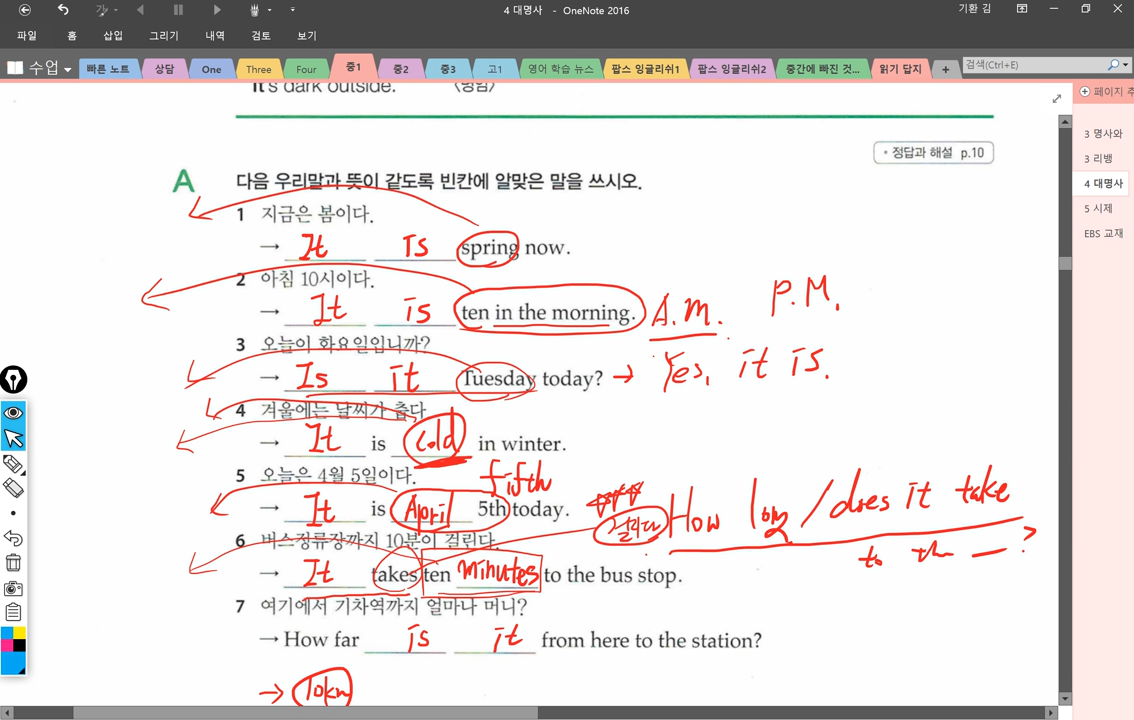 4 대명사 - OneNote 2016
기환 김
파일 홈 삽입 그리기 내역 검토 보기
수업 빠른 노트 상담 One Three Four 중1 중2 중3 고1 영어 학습 뉴스 팝스 잉글리쉬1 팝스 잉글리쉬2 중간에 빠진 것... 읽기 답지 + 검색(Ctrl+E)
페이지 추
3 명사와
3 리뱅
4 대명사
5 시제
EBS 교재
It's dark outside. 〈명암〉
• 정답과 해설 p.10
A 다음 우리말과 뜻이 같도록 빈칸에 알맞은 말을 쓰시오.
1 지금은 봄이다.
→ It is spring now.
2 아침 10시이다.
→ It is ten in the morning. A.M. P.M.
3 오늘이 화요일입니까?
→ Is it Tuesday today? → Yes, it is.
4 겨울에는 날씨가 춥다
→ It is cold in winter.
5 오늘은 4월 5일이다.
fifth
→ It is April 5th today.
걸리다 How long / does it take
to the ?
6 버스정류장까지 10분이 걸린다.
→ It takes ten minutes to the bus stop.
7 여기에서 기차역까지 얼마나 머니?
→ How far is it from here to the station?
→ 10km